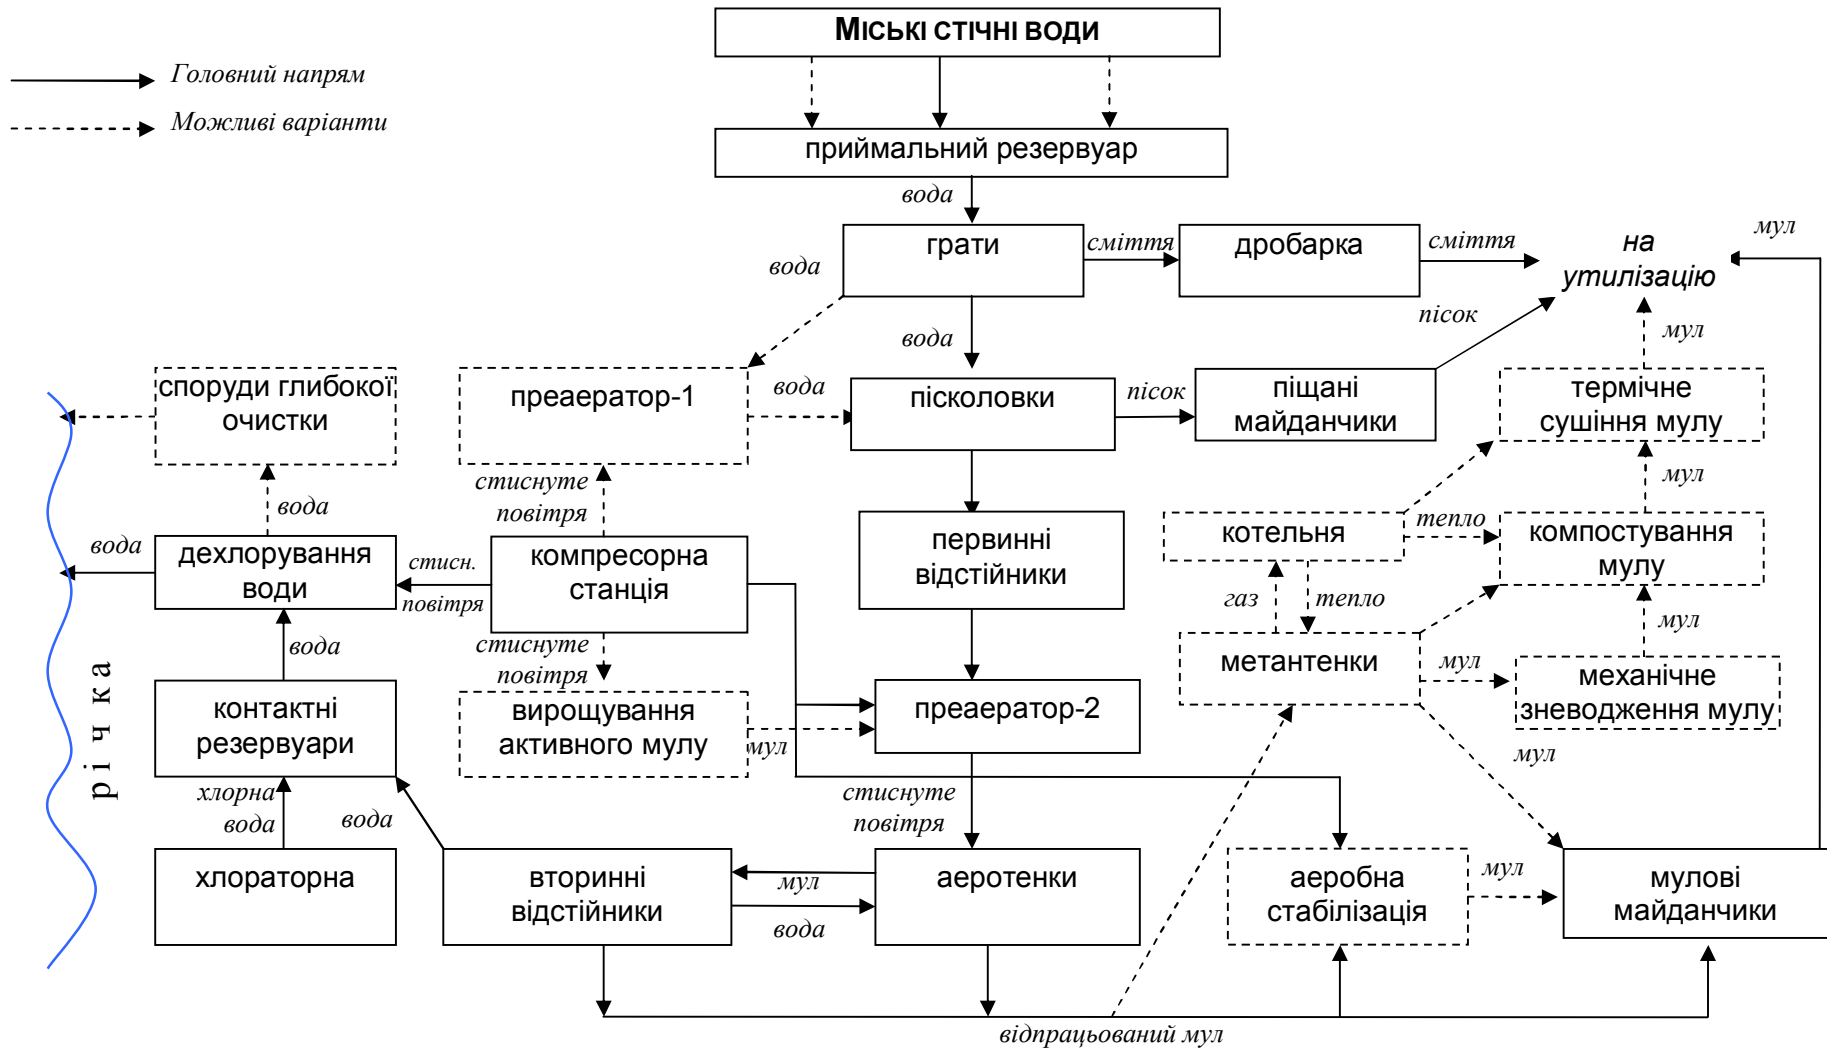 МІСЬКІ СТІЧНІ ВОДИ
Головний напрям
Можливі варіанти
приймальний резервуар
вода
грати
сміття
дробарка
сміття
на
утилізацію
мул
вода
вода
пісок
мул
споруди глибокої
очистки
преаератор-1
вода
пісколовки
пісок
піщані
майданчики
термічне
сушіння мулу
вода
стиснуте
повітря
мул
вода
дехлорування
води
стисн.
повітря
компресорна
станція
первинні
відстійники
котельня
тепло
компостування
мулу
газ
тепло
мул
річка
вода
стиснуте
повітря
метантенки
мул
механічне
зневодження мулу
контактні
резервуари
вирощування
активного мулу
мул
преаератор-2
мул
хлорна
вода
вода
стиснуте
повітря
хлораторна
вторинні
відстійники
мул
вода
аеротенки
аеробна
стабілізація
мул
мулові
майданчики
відпрацьований мул